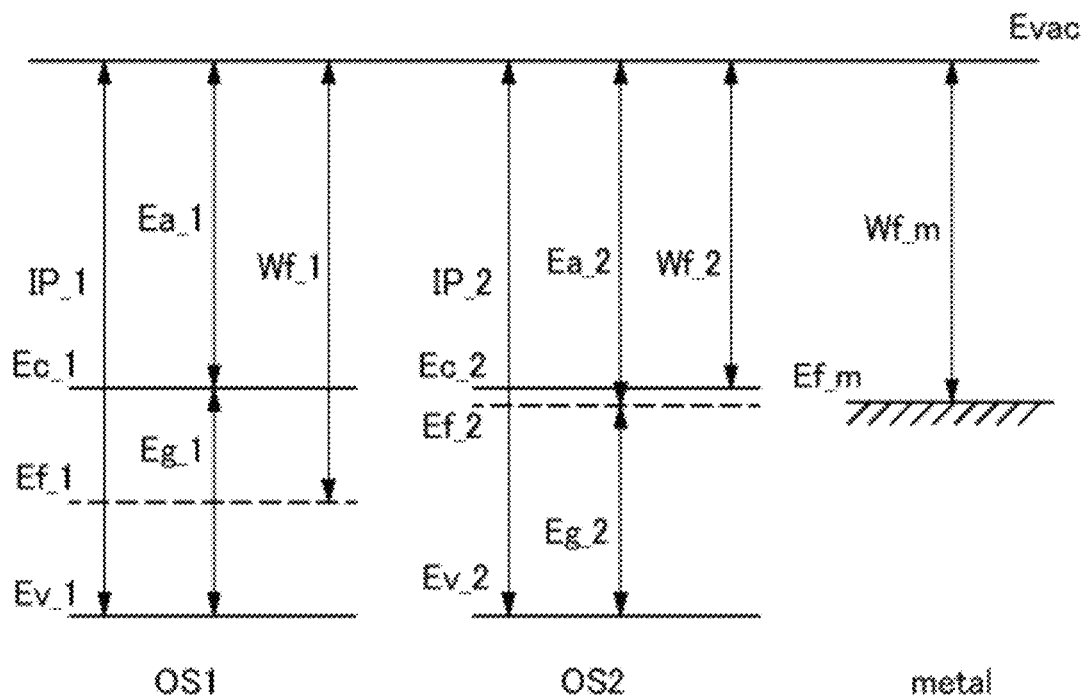 Evac
Ea_1
Wf_1
IP_1
Ec_1
Eg_1
Ef_1
Ev_1
OS1
Ea_2
Wf_2
IP_2
Ec_2
Ef_2
Eg_2
Ev_2
OS2
Wf_m
Ef_m
metal